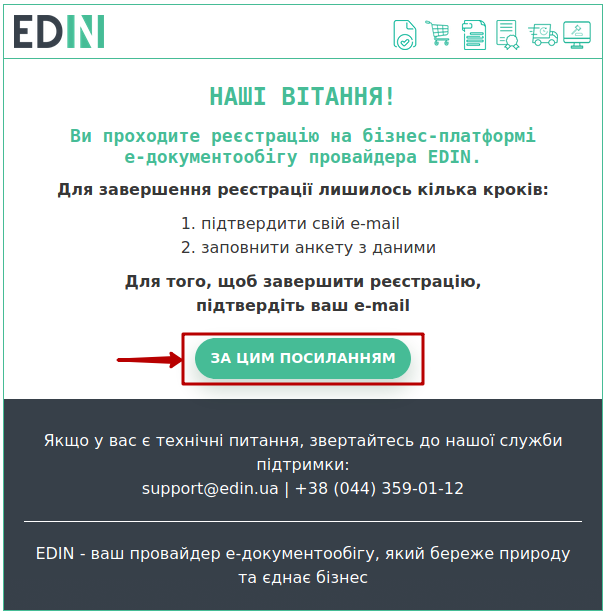 EDIN
НАШІ ВІТАННЯ!
Ви проходите реєстрацію на бізнес-платформі
е-документообігу провайдера EDIN.
Для завершення реєстрації лишилось кілька кроків:
1. підтвердити свій e-mail
2. заповнити анкету з даними
Для того, щоб завершити реєстрацію,
підтвердіть ваш e-mail
ЗА ЦИМ ПОСИЛАННЯМ
Якщо у вас є технічні питання, звертайтесь до нашої служби
підтримки:
support@edin.ua | +38 (044) 359-01-12
EDIN - ваш провайдер е-документообігу, який береже природу
та єднає бізнес